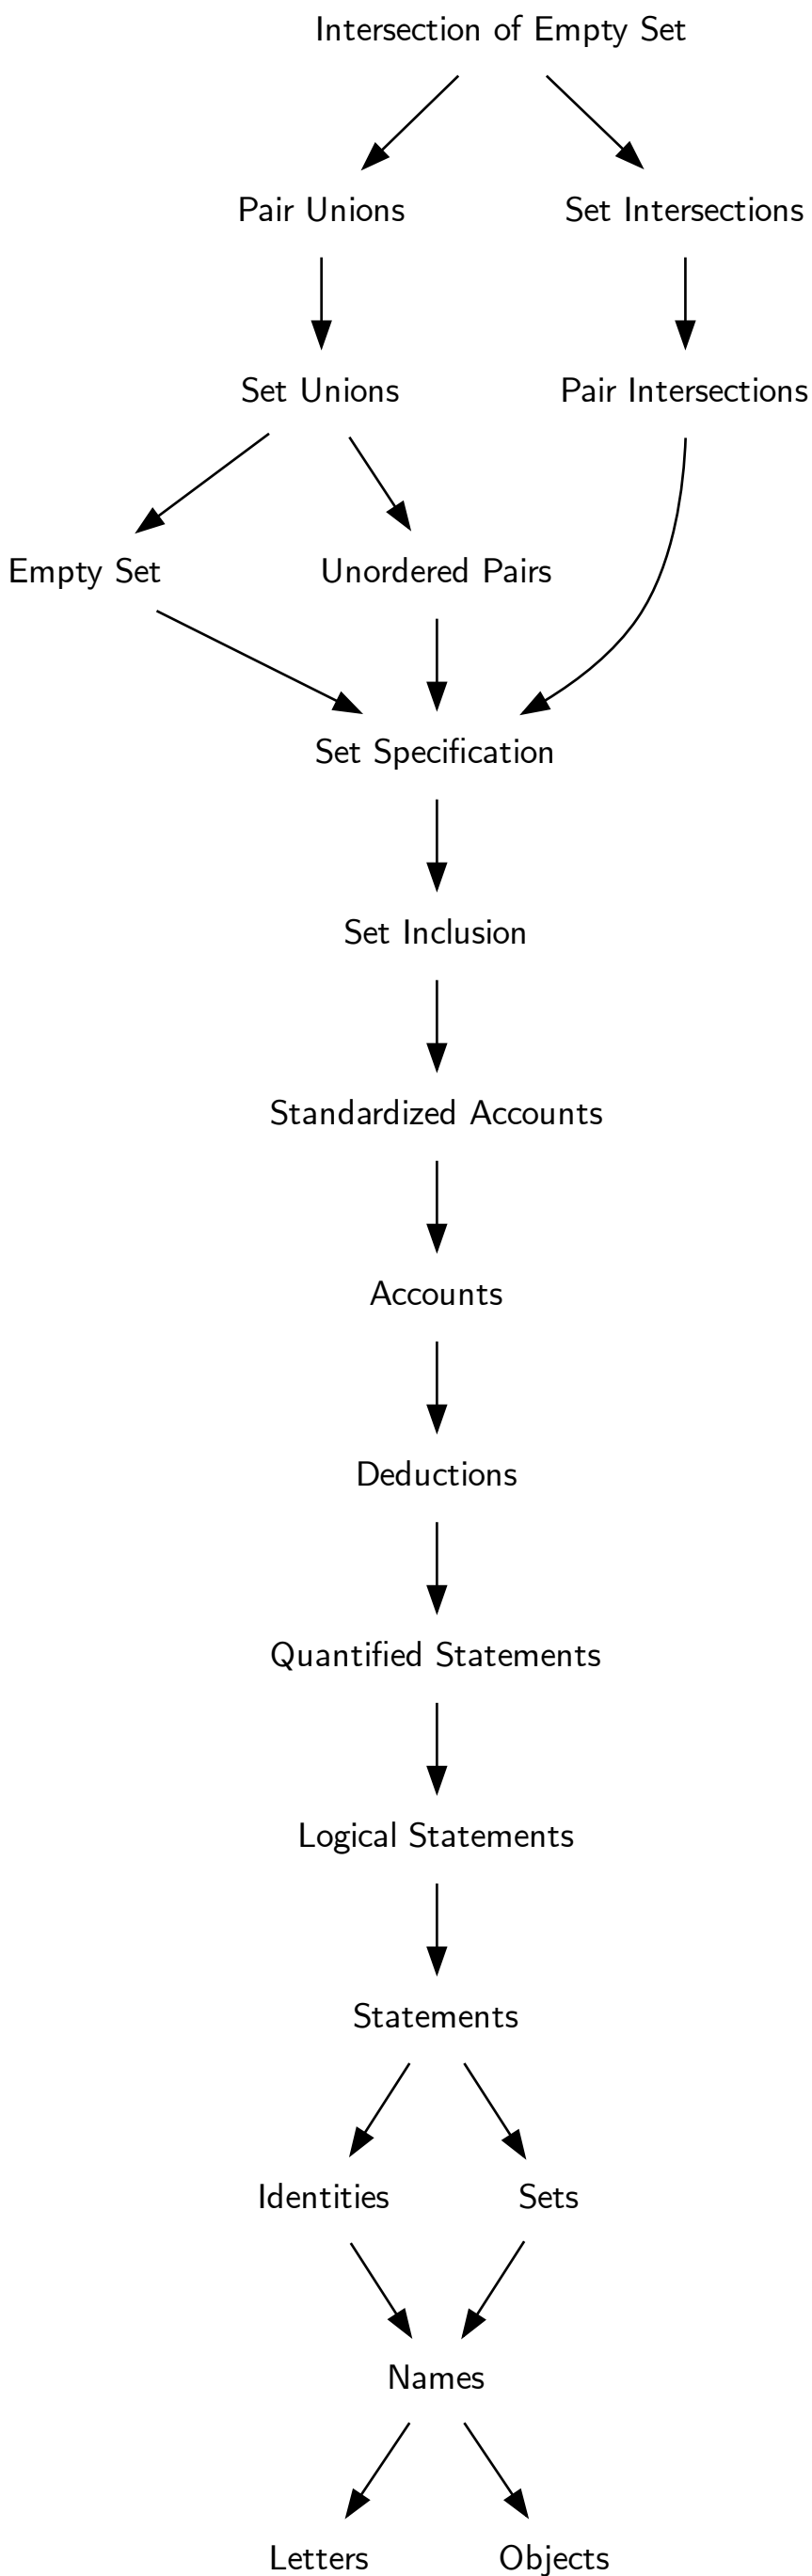 Intersection of Empty Set
Pair Unions
Set Intersections
Set Unions
Pair Intersections
Empty Set
Unordered Pairs
Set Specification
Set Inclusion
Standardized Accounts
Accounts
Deductions
Quantified Statements
Logical Statements
Statements
Identities
Sets
Names
Letters
Objects